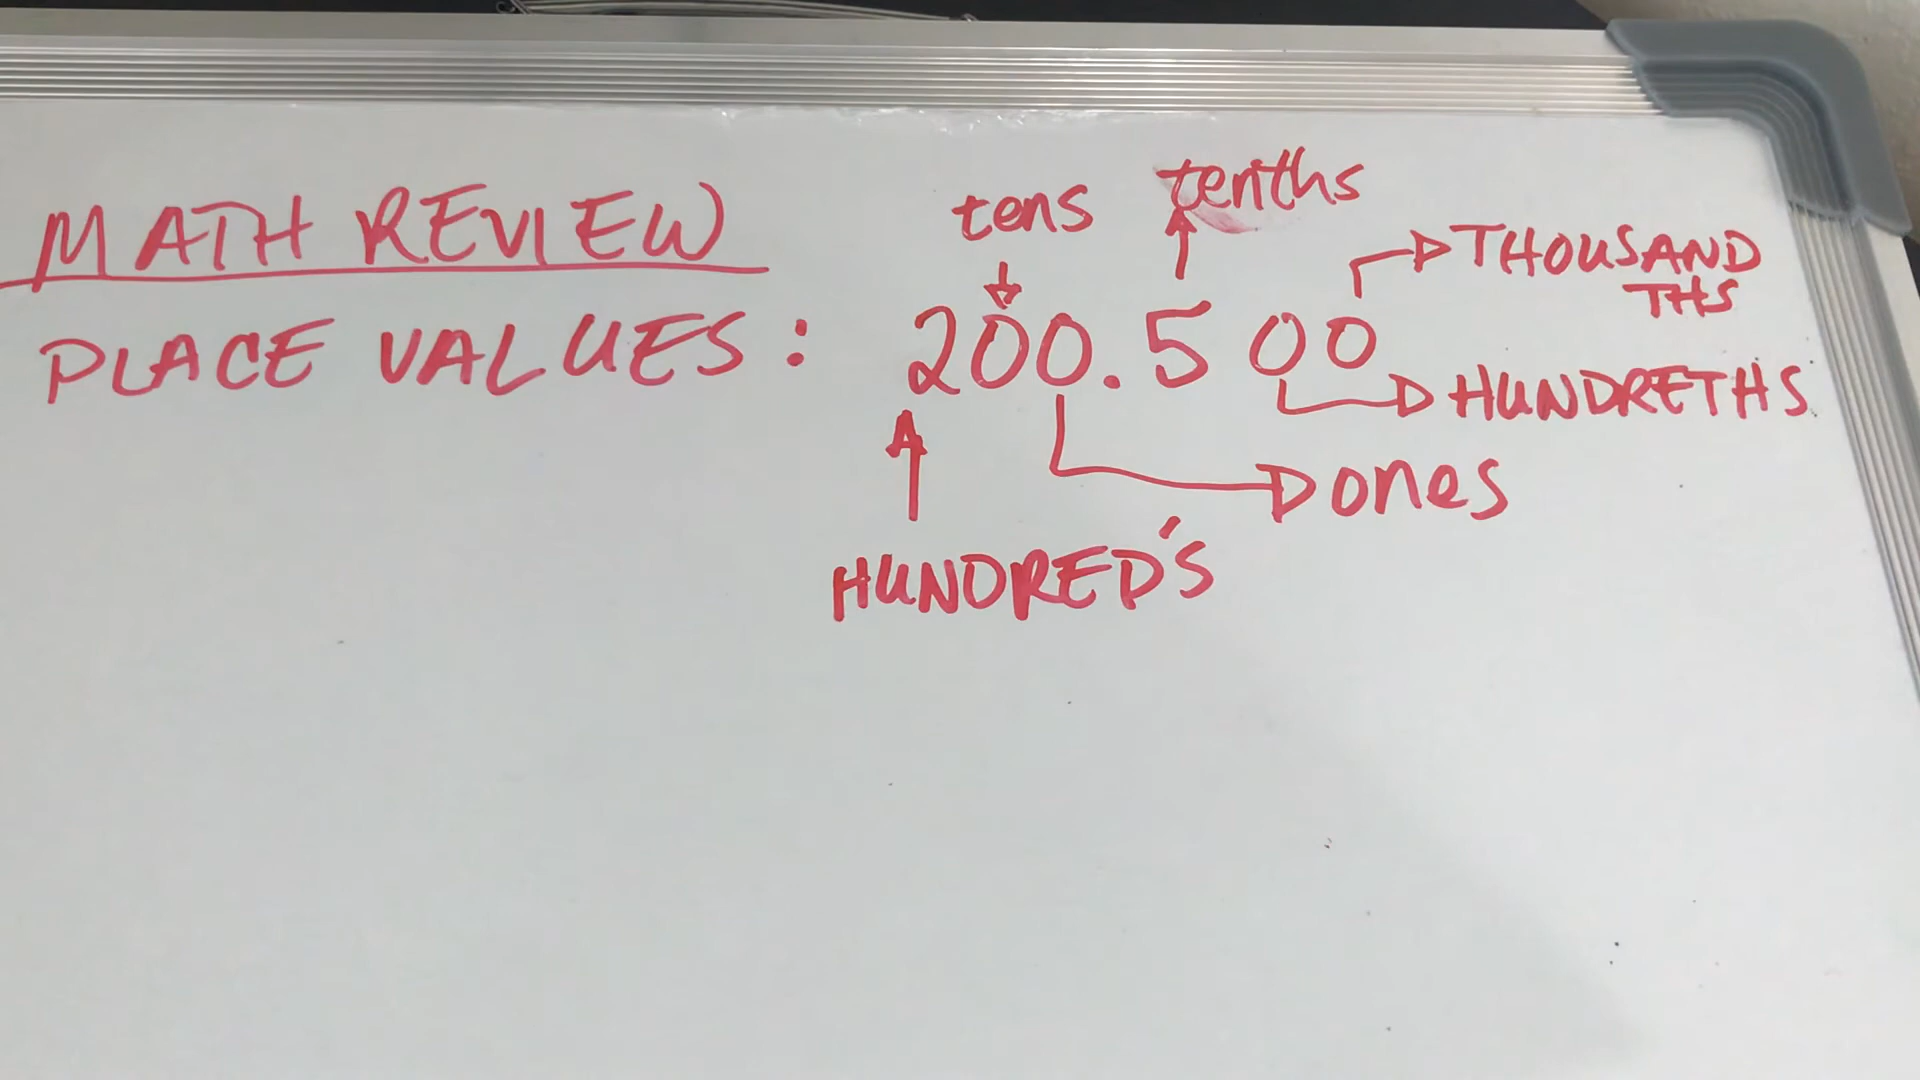 MATH REVIEW
tens
tenths
THOUSAND
THS
PLACE VALUES: 200.500
HUNDRETHS
ones
HUNDRED'S